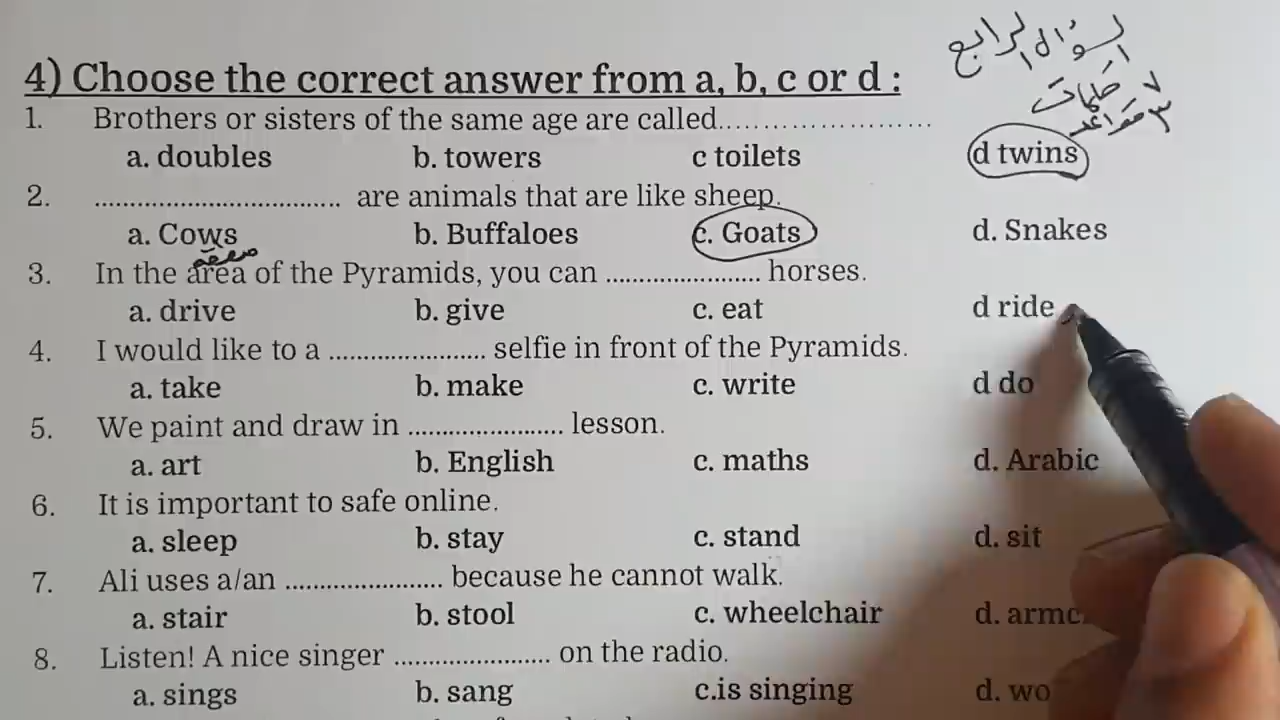 السؤال الرابع
٧ كلمات
٣ قواعد
4) Choose the correct answer from a, b, c or d :
1. Brothers or sisters of the same age are called........................
a. doubles b. towers c toilets d twins
2. ................................. are animals that are like sheep.
a. Cows b. Buffaloes c. Goats d. Snakes
3. In the area of the Pyramids, you can ...................... horses.
a. drive b. give c. eat d ride
4. I would like to a ...................... selfie in front of the Pyramids.
a. take b. make c. write d do
5. We paint and draw in ...................... lesson.
a. art b. English c. maths d. Arabic
6. It is important to safe online.
a. sleep b. stay c. stand d. sit
7. Ali uses a/an ...................... because he cannot walk.
a. stair b. stool c. wheelchair d. armc
8. Listen! A nice singer ...................... on the radio.
a. sings b. sang c.is singing d. wo